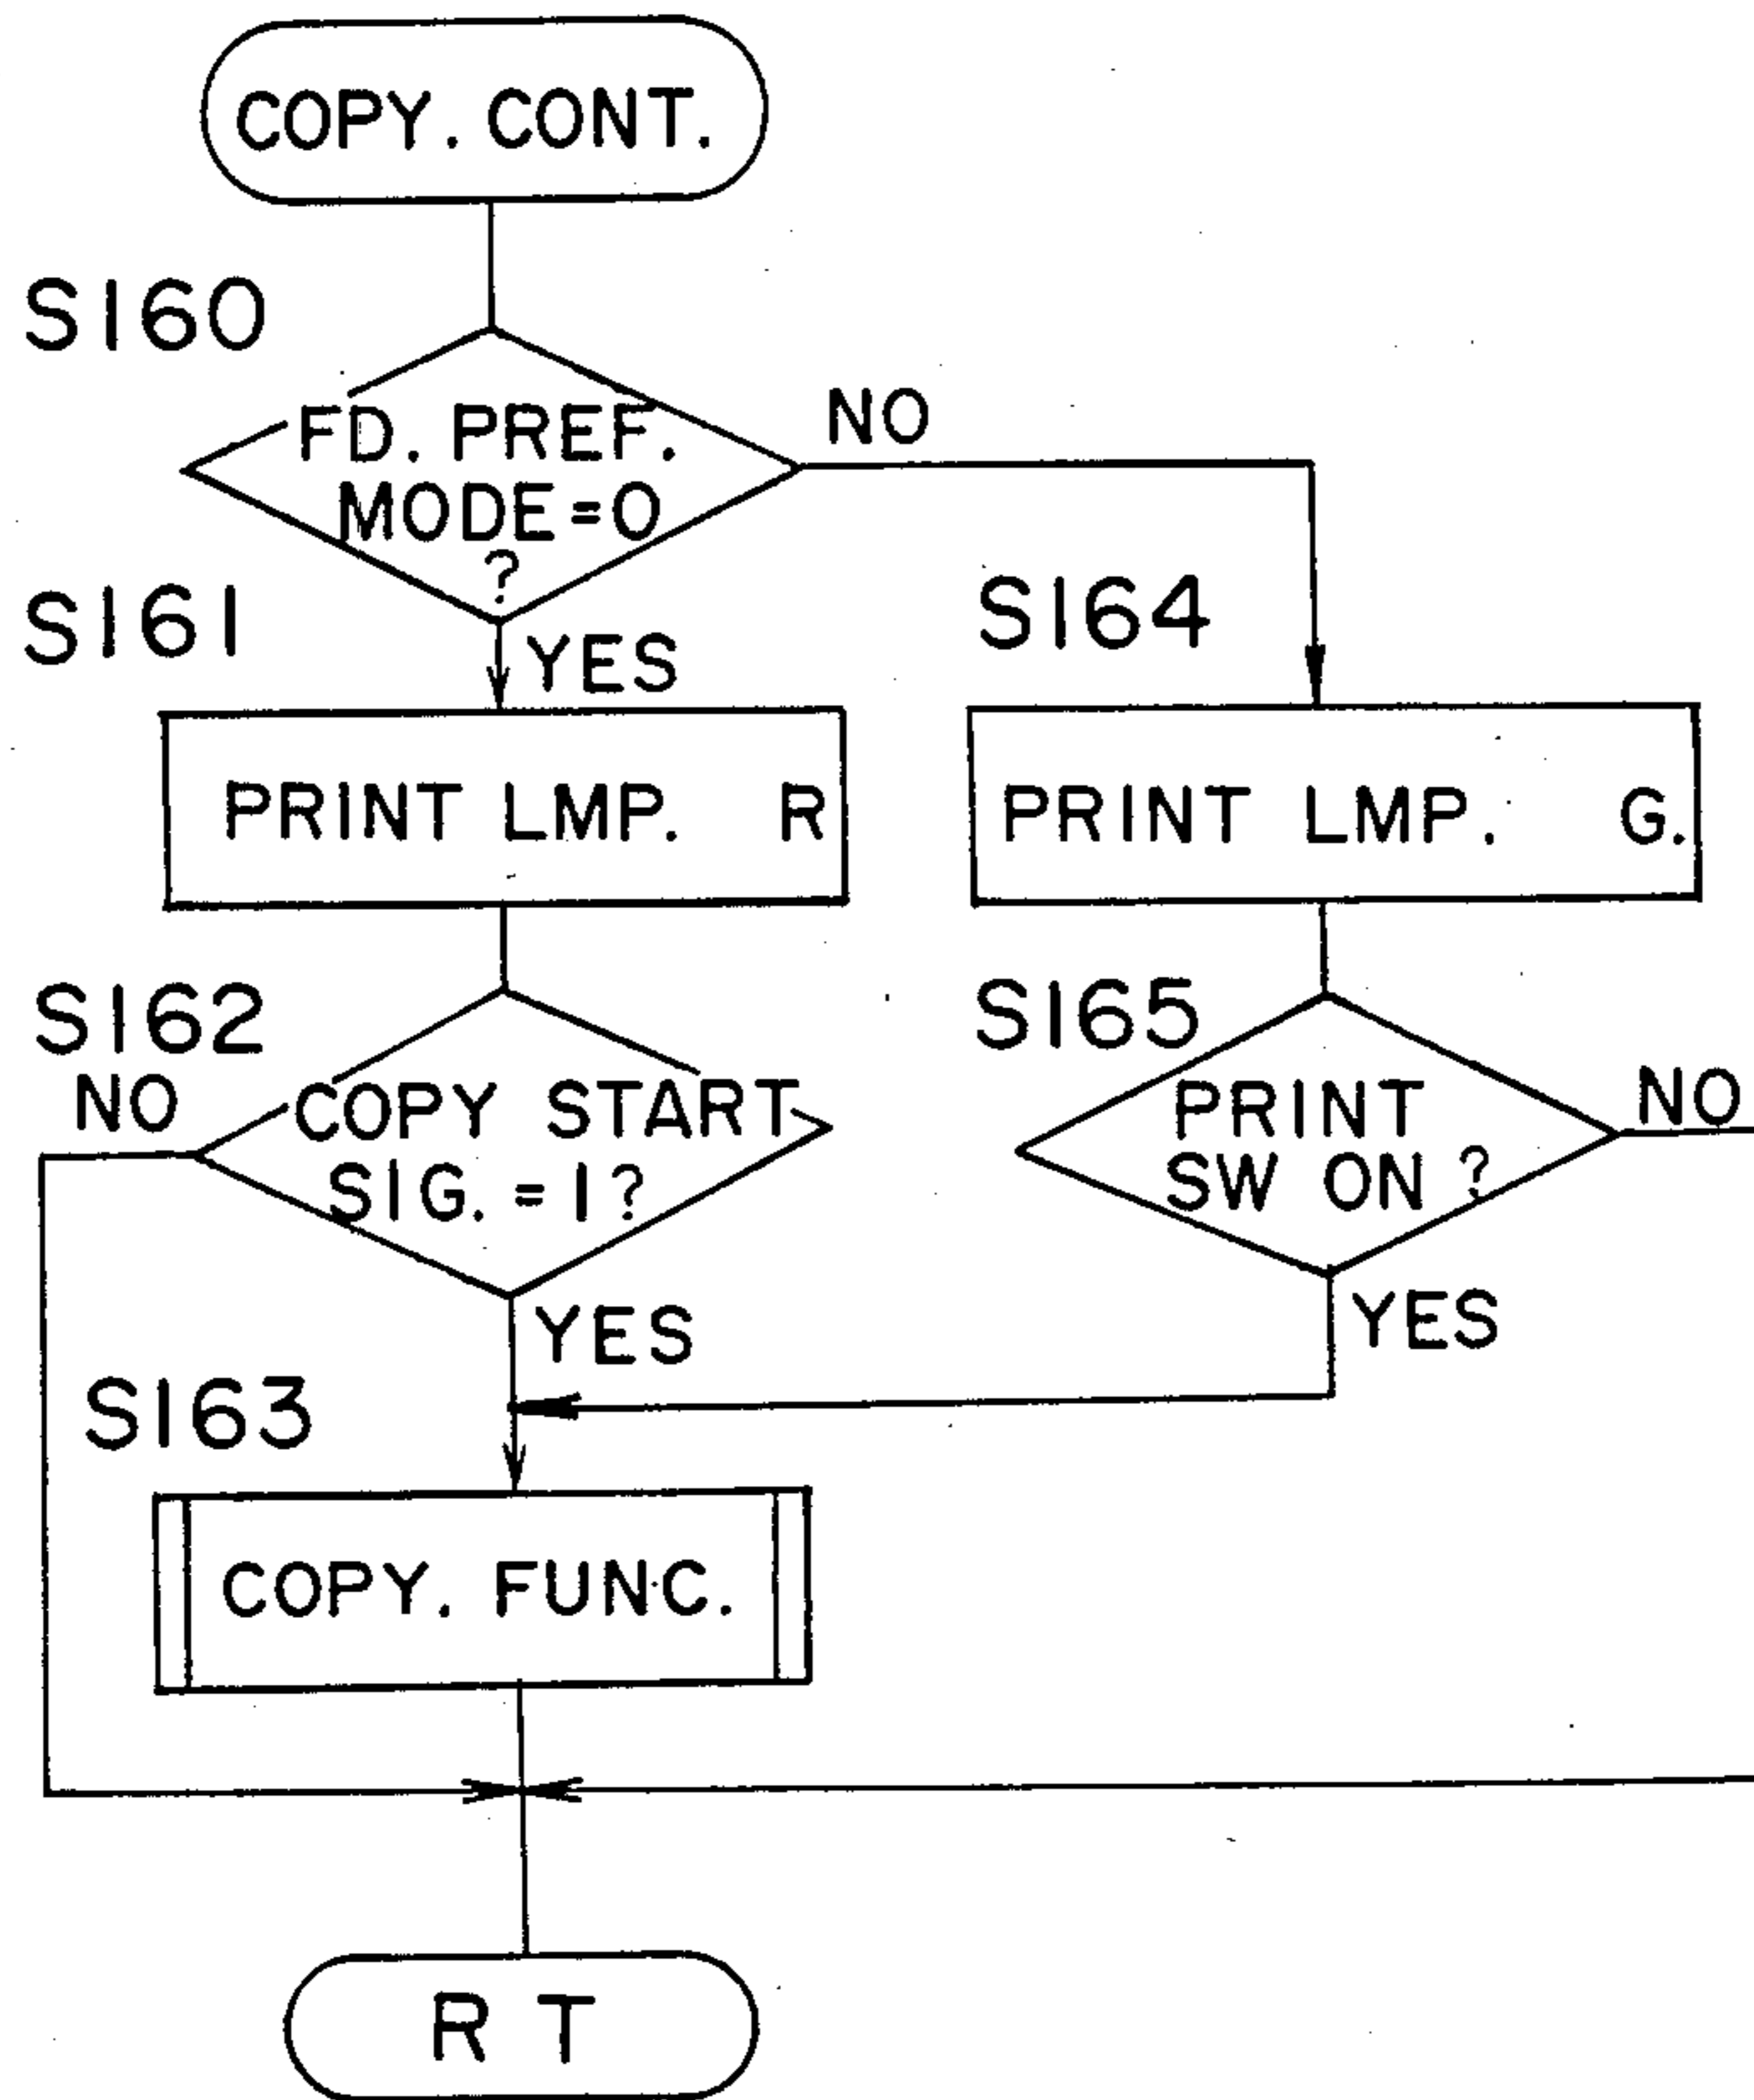 COPY. CONT.
S160
FD. PREF.
MODE=0
?
NO
S161
YES
S164
PRINT LMP. R
PRINT LMP. G.
S162
NO
COPY START
SIG. = 1 ?
YES
S165
PRINT
SW ON ?
NO
YES
S163
COPY. FUNC.
R T